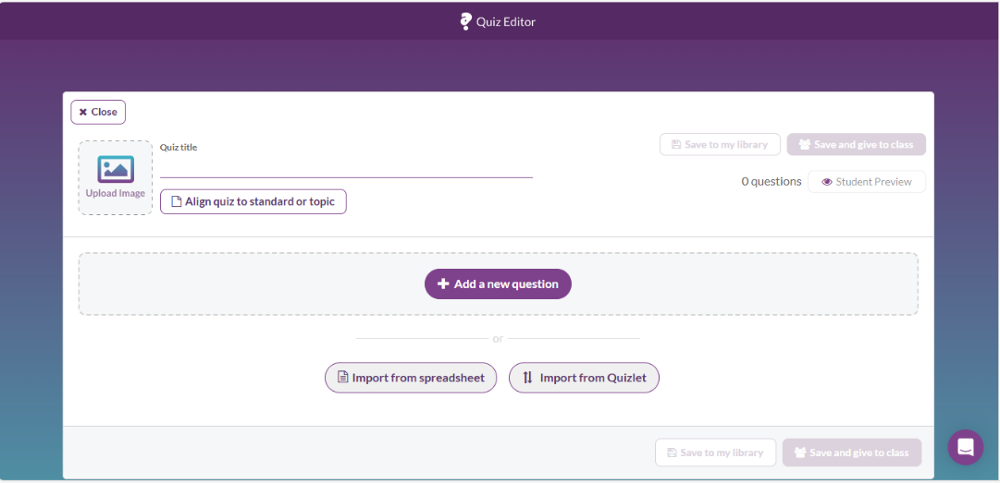 Quiz Editor
Close
Quiz title
Upload Image
Align quiz to standard or topic
Save to my library
Save and give to class
0 questions
Student Preview
Add a new question
or
Import from spreadsheet
Import from Quizlet
Save to my library
Save and give to class